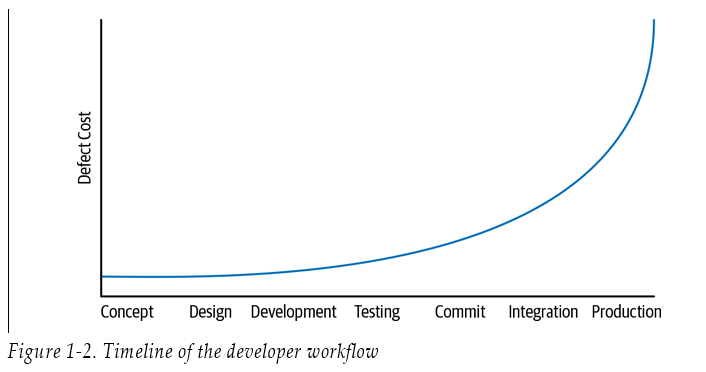 Defect Cost
Concept Design Development Testing Commit Integration Production
Figure 1-2. Timeline of the developer workflow